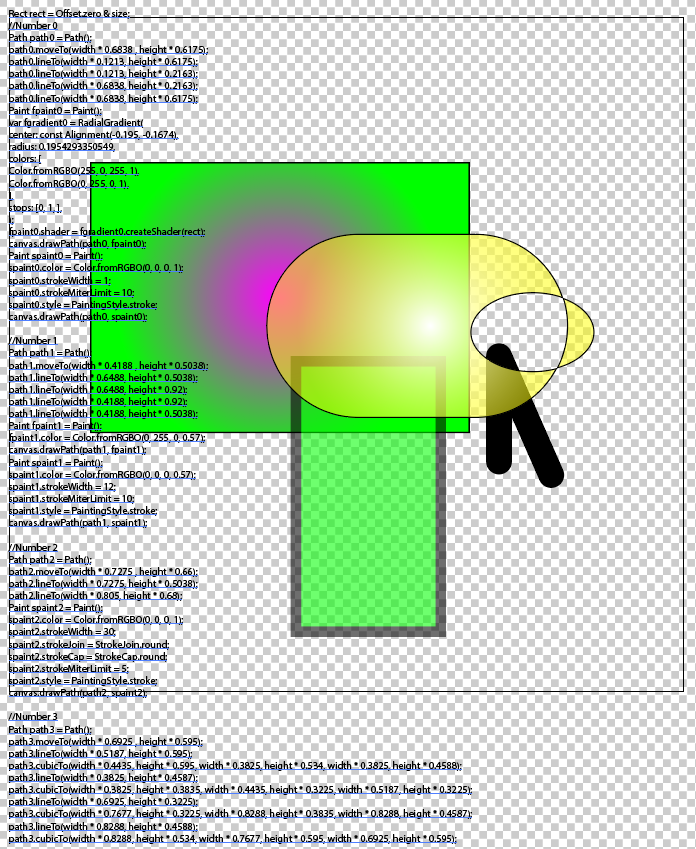 Rect rect = Offset.zero & size;
//Number 0
Path path0 = Path();
path0.moveTo(width * 0.6838 , height * 0.6175);
path0.lineTo(width * 0.1213, height * 0.6175);
path0.lineTo(width * 0.1213, height * 0.2163);
path0.lineTo(width * 0.6838, height * 0.2163);
path0.lineTo(width * 0.6838, height * 0.6175);
Paint fpaint0 = Paint();
var fgradient0 = RadialGradient(
center: const Alignment(-0.195, -0.1674),
radius: 0.1954293350549,
colors: [
Color.fromRGBO(255, 0, 255, 1),
Color.fromRGBO(0, 255, 0, 1),
],
stops: [0, 1, ],
);
fpaint0.shader = fgradient0.createShader(rect);
canvas.drawPath(path0, fpaint0);
Paint spaint0 = Paint();
spaint0.color = Color.fromRGBO(0, 0, 0, 1);
spaint0.strokeWidth = 1;
spaint0.strokeMiterLimit = 10;
spaint0.style = PaintingStyle.stroke;
canvas.drawPath(path0, spaint0);

//Number 1
Path path1 = Path();
path1.moveTo(width * 0.4188 , height * 0.5038);
path1.lineTo(width * 0.6488, height * 0.5038);
path1.lineTo(width * 0.6488, height * 0.92);
path1.lineTo(width * 0.4188, height * 0.92);
path1.lineTo(width * 0.4188, height * 0.5038);
Paint fpaint1 = Paint();
fpaint1.color = Color.fromRGBO(0, 255, 0, 0.57);
canvas.drawPath(path1, fpaint1);
Paint spaint1 = Paint();
spaint1.color = Color.fromRGBO(0, 0, 0, 0.57);
spaint1.strokeWidth = 12;
spaint1.strokeMiterLimit = 10;
spaint1.style = PaintingStyle.stroke;
canvas.drawPath(path1, spaint1);

//Number 2
Path path2 = Path();
path2.moveTo(width * 0.7275 , height * 0.66);
path2.lineTo(width * 0.7275, height * 0.5038);
path2.lineTo(width * 0.805, height * 0.68);
Paint spaint2 = Paint();
spaint2.color = Color.fromRGBO(0, 0, 0, 1);
spaint2.strokeWidth = 30;
spaint2.strokeJoin = StrokeJoin.round;
spaint2.strokeCap = StrokeCap.round;
spaint2.strokeMiterLimit = 5;
spaint2.style = PaintingStyle.stroke;
canvas.drawPath(path2, spaint2);

//Number 3
Path path3 = Path();
path3.moveTo(width * 0.6925 , height * 0.595);
path3.lineTo(width * 0.5187, height * 0.595);
path3.cubicTo(width * 0.4435, height * 0.595, width * 0.3825, height * 0.534, width * 0.3825, height * 0.4588);
path3.lineTo(width * 0.3825, height * 0.4587);
path3.cubicTo(width * 0.3825, height * 0.3835, width * 0.4435, height * 0.3225, width * 0.5187, height * 0.3225);
path3.lineTo(width * 0.6925, height * 0.3225);
path3.cubicTo(width * 0.7677, height * 0.3225, width * 0.8288, height * 0.3835, width * 0.8288, height * 0.4587);
path3.lineTo(width * 0.8288, height * 0.4588);
path3.cubicTo(width * 0.8288, height * 0.534, width * 0.7677, height * 0.595, width * 0.6925, height * 0.595);